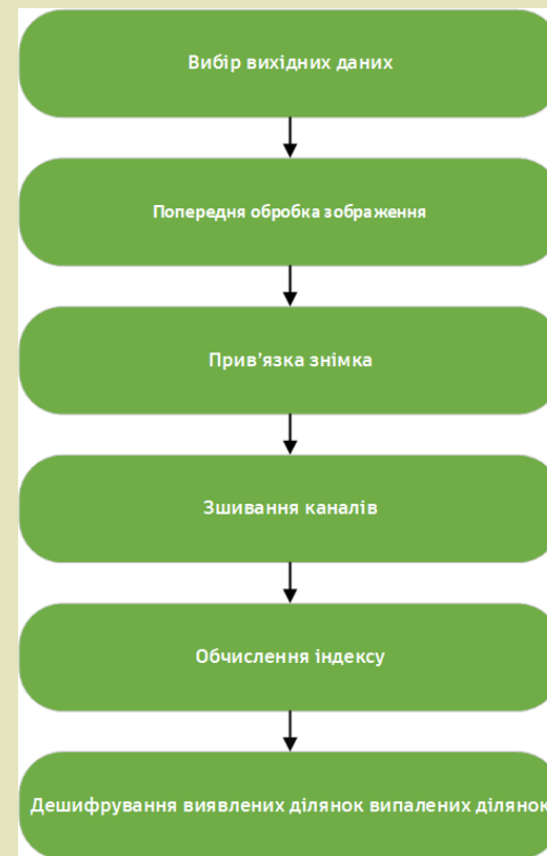 Вибір вихідних даних
Попередня обробка зображення
Прив’язка знімка
Зшивання каналів
Обчислення індексу
Дешифрування виявлених ділянок випалених ділянок